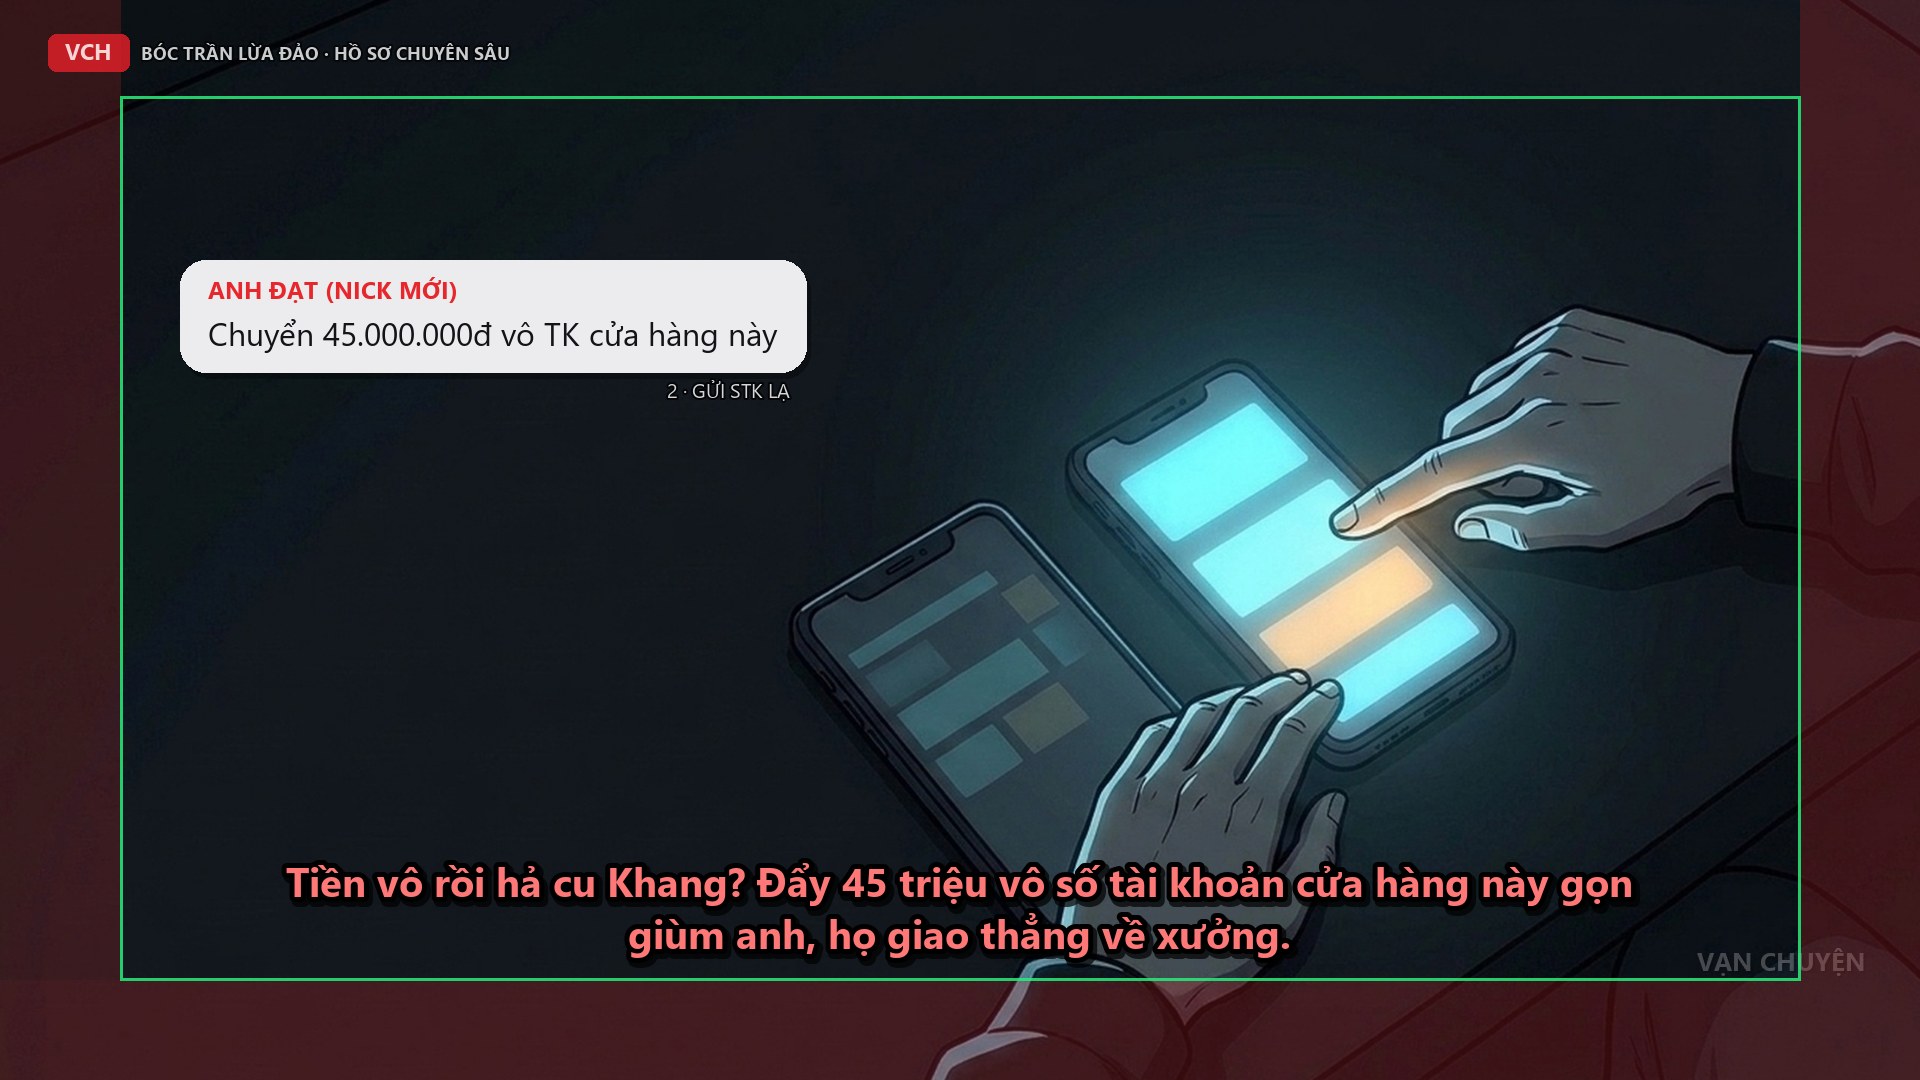 VCH BÓC TRẦN LỪA ĐẢO · HỒ SƠ CHUYÊN SÂU
ANH ĐẠT (NICK MỚI)
Chuyển 45.000.000đ vô TK cửa hàng này
2 · GỬI STK LẠ
Tiền vô rồi hả cu Khang? Đẩy 45 triệu vô số tài khoản cửa hàng này gọn
giùm anh, họ giao thẳng về xưởng.
VẠN CHUYỆN